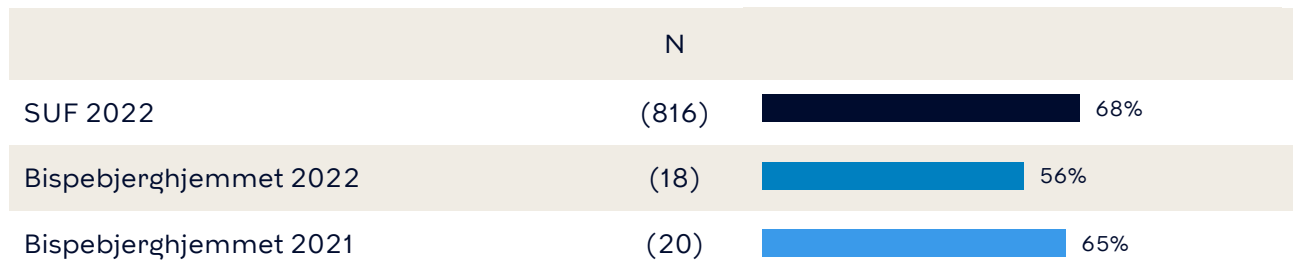 N
SUF 2022 (816) 68%
Bispebjerghjemmet 2022 (18) 56%
Bispebjerghjemmet 2021 (20) 65%